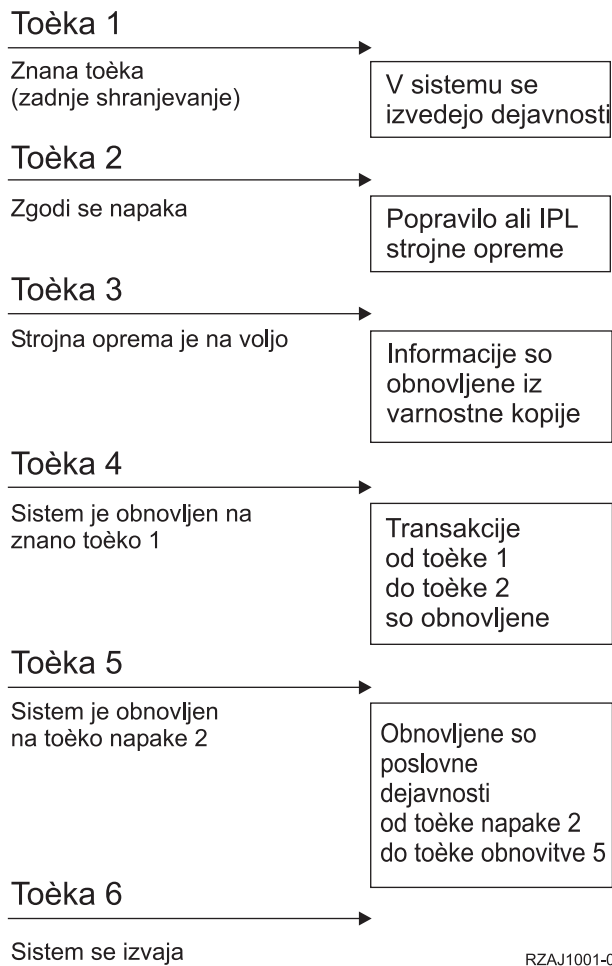 Toèka 1
Znana toèka
(zadnje shranjevanje)
V sistemu se
izvedejo dejavnosti
Toèka 2
Zgodi se napaka
Popravilo ali IPL
strojne opreme
Toèka 3
Strojna oprema je na voljo
Informacije so
obnovljene iz
varnostne kopije
Toèka 4
Sistem je obnovljen na
znano toèko 1
Transakcije
od toèke 1
do toèke 2
so obnovljene
Toèka 5
Sistem je obnovljen
na toèko napake 2
Obnovljene so
poslovne
dejavnosti
od toèke napake 2
do toèke obnovitve 5
Toèka 6
Sistem se izvaja
RZAJ1001-0